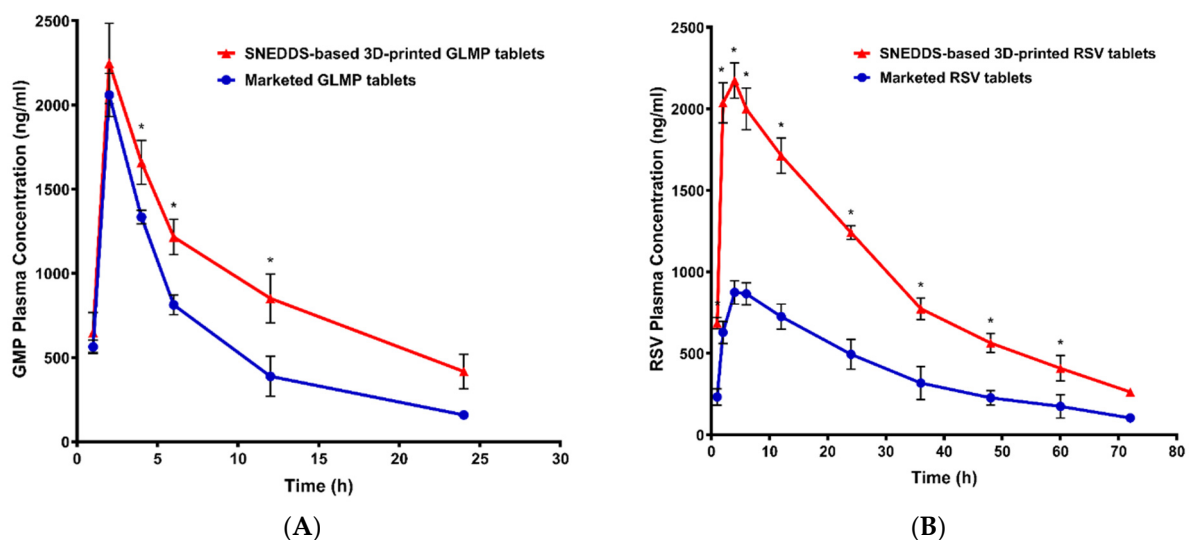 2500
2000
1500
1000
500
0
GMP Plasma Concentration (ng/ml)
SNEDDS-based 3D-printed GLMP tablets
Marketed GLMP tablets
*
*
*
0 5 10 15 20 25 30
Time (h)
(A)
2500
2000
1500
1000
500
0
RSV Plasma Concentration (ng/ml)
SNEDDS-based 3D-printed RSV tablets
Marketed RSV tablets
*
*
*
*
*
*
*
*
*
0 10 20 30 40 50 60 70 80
Time (h)
(B)